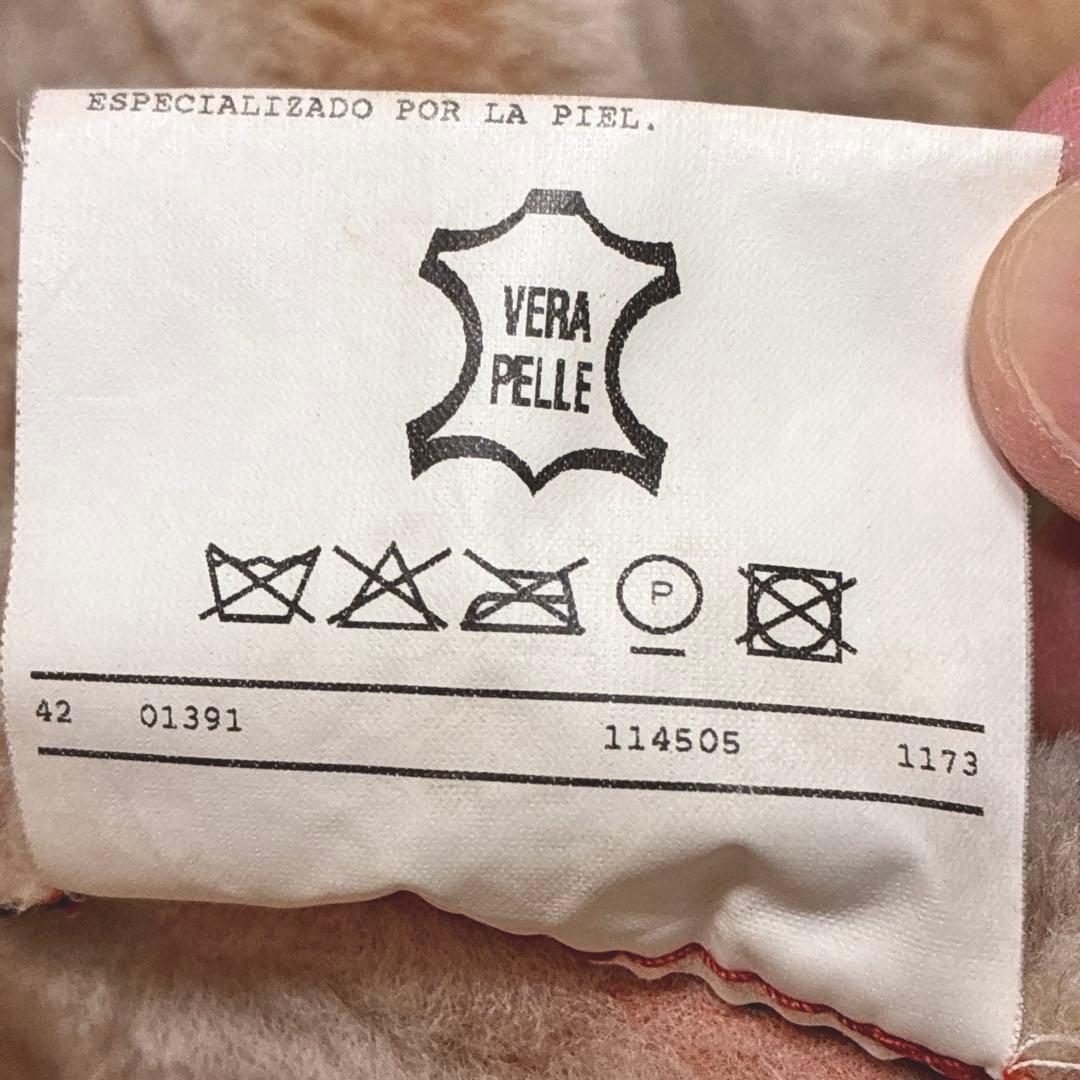 ESPECIALIZADO POR LA PIEL.
VERA
PELLE
P
42 01391 114505 1173